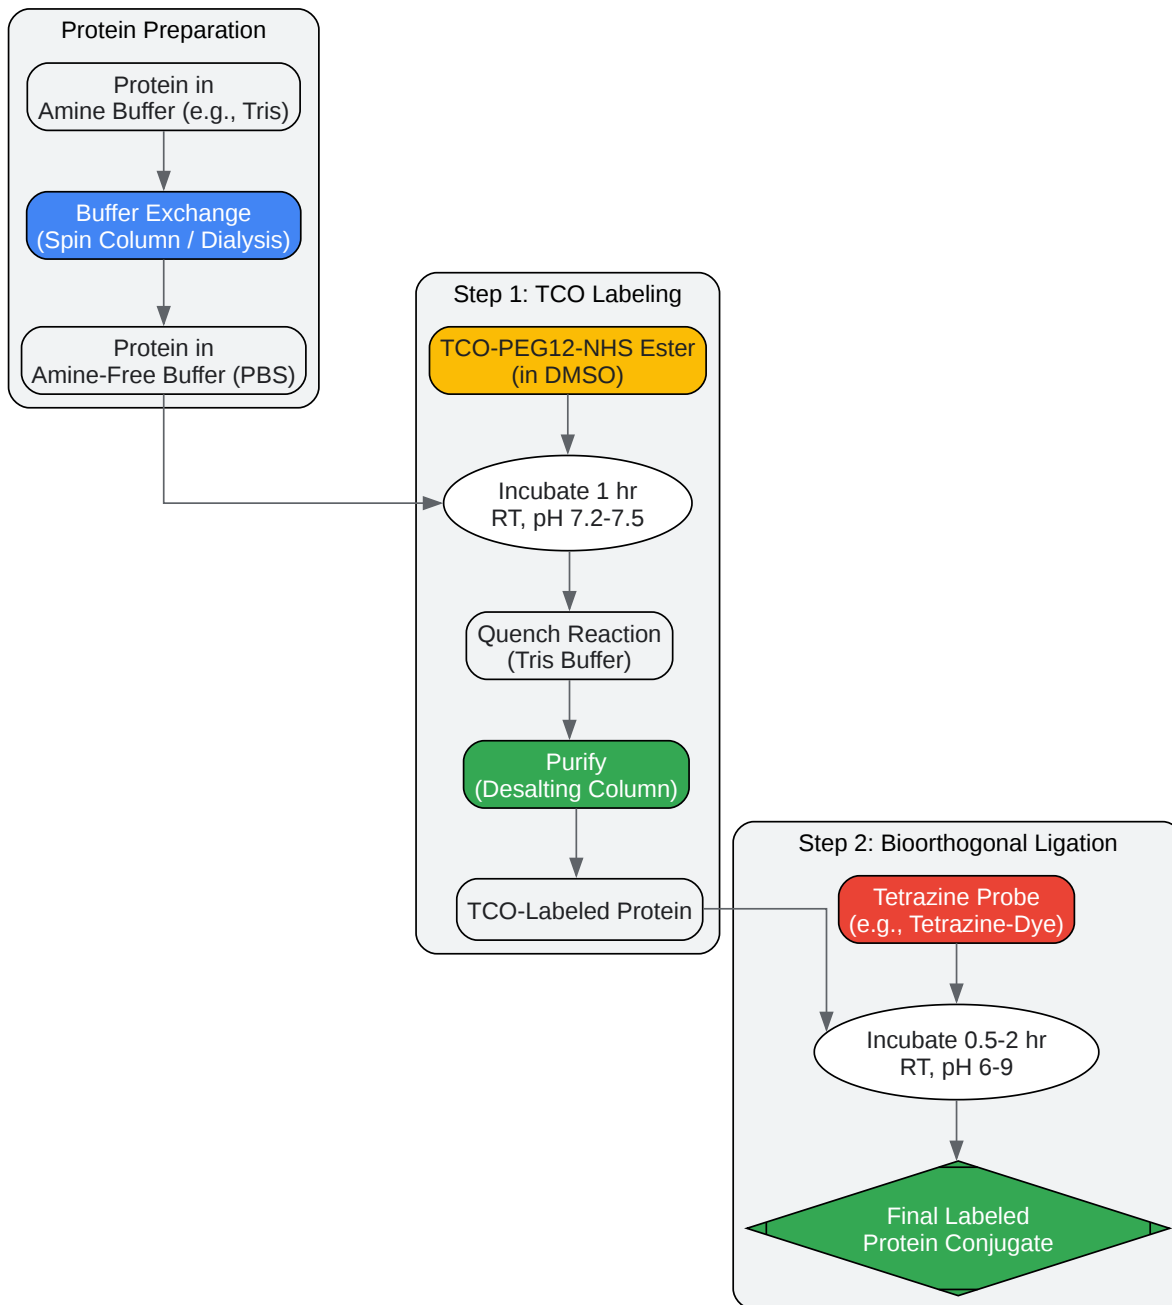 Protein Preparation
Protein in
Amine Buffer (e.g., Tris)
Buffer Exchange
(Spin Column / Dialysis)
Protein in
Amine-Free Buffer (PBS)
Step 1: TCO Labeling
TCO-PEG12-NHS Ester
(in DMSO)
Incubate 1 hr
RT, pH 7.2-7.5
Quench Reaction
(Tris Buffer)
Purify
(Desalting Column)
TCO-Labeled Protein
Step 2: Bioorthogonal Ligation
Tetrazine Probe
(e.g., Tetrazine-Dye)
Incubate 0.5-2 hr
RT, pH 6-9
Final Labeled
Protein Conjugate